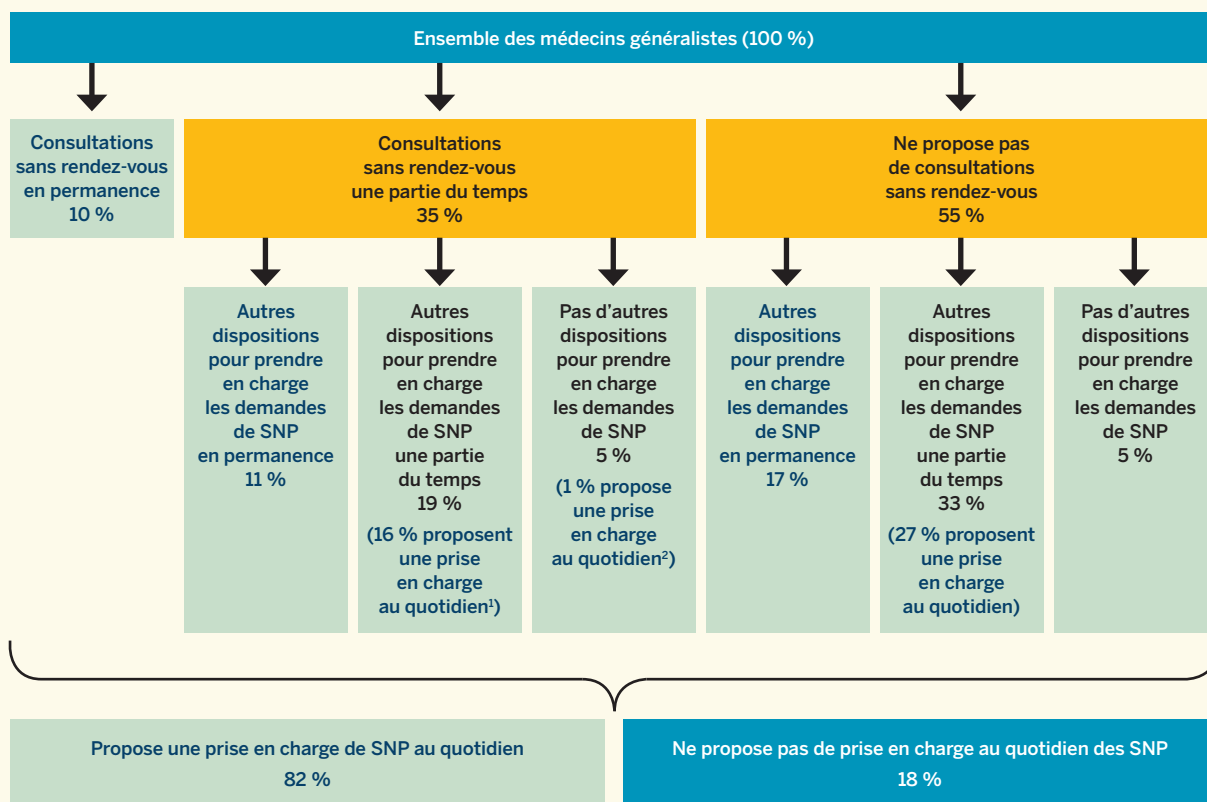 Ensemble des médecins généralistes (100 %)
Consultations
sans rendez-vous
en permanence
10 %
Consultations
sans rendez-vous
une partie du temps
35 %
Ne propose pas
de consultations
sans rendez-vous
55 %
Autres
dispositions
pour prendre
en charge
les demandes
de SNP
en permanence
11 %
Autres
dispositions
pour prendre
en charge
les demandes
de SNP
une partie
du temps
19 %
(16 % proposent
une prise
en charge
au quotidien¹)
Pas d'autres
dispositions
pour prendre
en charge
les demandes
de SNP
5 %
(1 % propose
une prise
en charge
au quotidien²)
Autres
dispositions
pour prendre
en charge
les demandes
de SNP
en permanence
17 %
Autres
dispositions
pour prendre
en charge
les demandes
de SNP
une partie
du temps
33 %
(27 % proposent
une prise
en charge
au quotidien)
Pas d'autres
dispositions
pour prendre
en charge
les demandes
de SNP
5 %
Propose une prise en charge de SNP au quotidien
82 %
Ne propose pas de prise en charge au quotidien des SNP
18 %